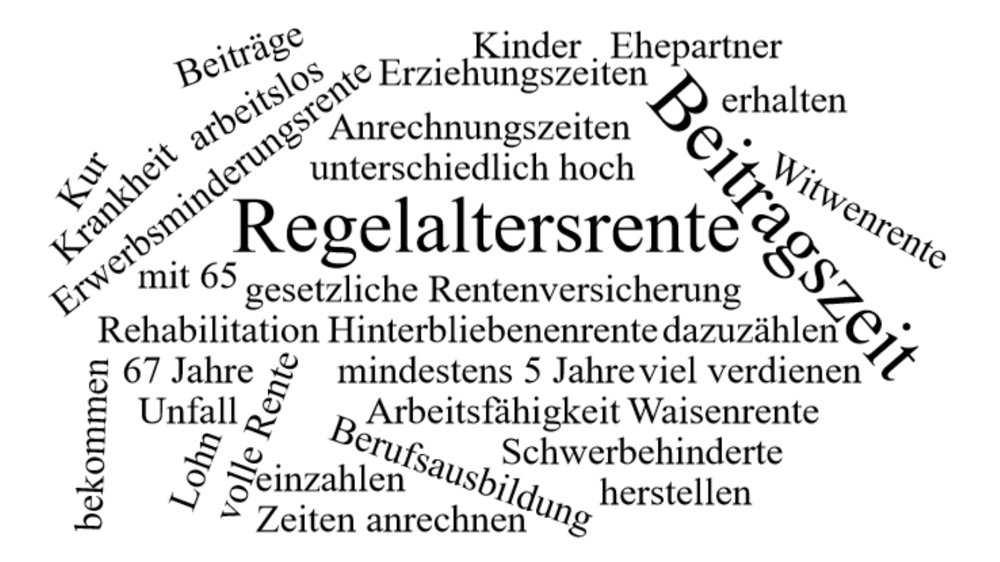 Beiträge
Kinder
Ehepartner
Erziehungszeiten
arbeitslos
Erwerbsminderungsrente
Beitragszeit
erhalten
Anrechnungszeiten
Kur
Krankheit
unterschiedlich hoch
Witwenrente
Regelaltersrente
mit 65
gesetzliche Rentenversicherung
Rehabilitation
Hinterbliebenenrente
dazuzählen
bekommen
67 Jahre
volle Rente
mindestens 5 Jahre
viel verdienen
Unfall
Arbeitsfähigkeit
Waisenrente
Lohn
Berufsausbildung
Schwerbehinderte
einzahlen
herstellen
Zeiten anrechnen